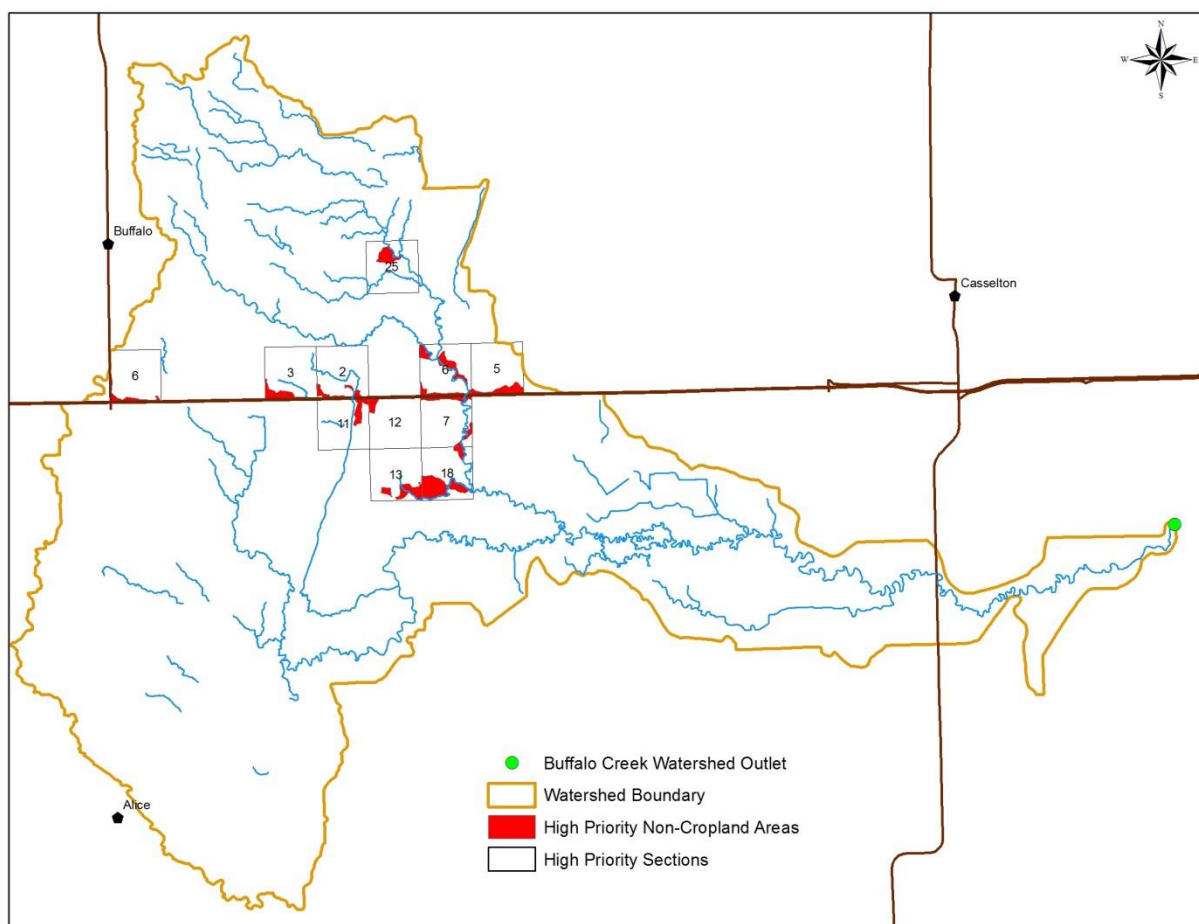 N
W
E
S
Buffalo
25
Casselton
6
3
2
6
5
11
12
7
13
18
Buffalo Creek Watershed Outlet
Watershed Boundary
Alice
High Priority Non-Cropland Areas
High Priority Sections